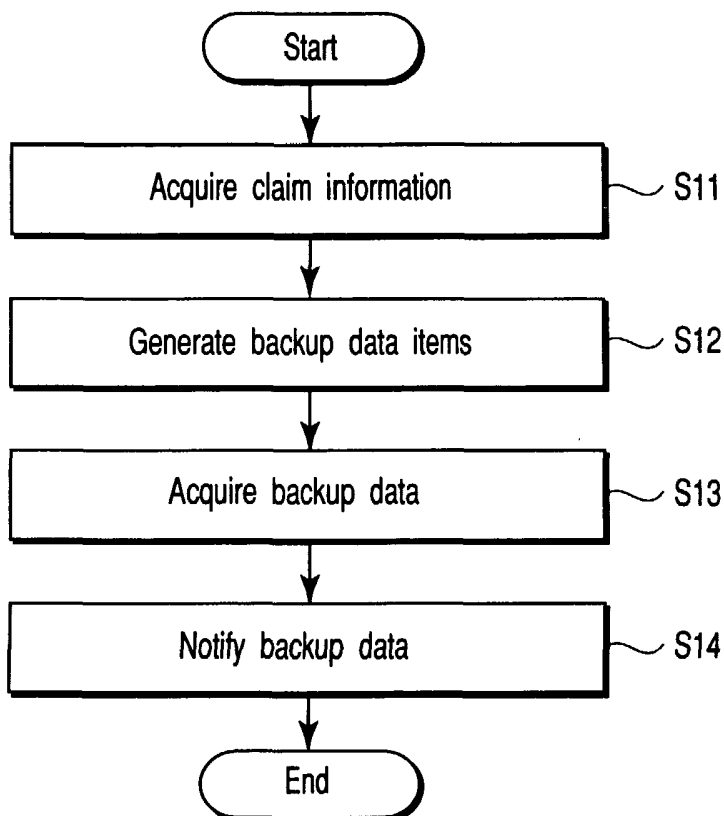 Start
Acquire claim information S11
Generate backup data items S12
Acquire backup data S13
Notify backup data S14
End